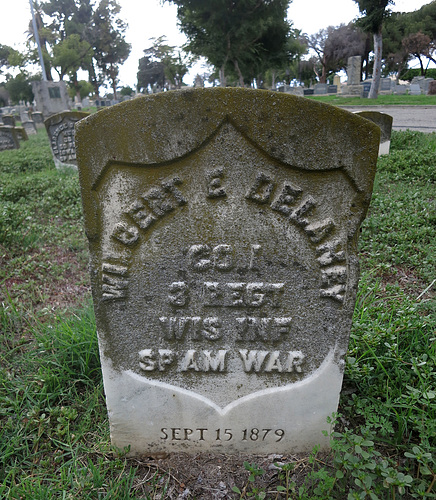 WILBERT E DELANEY
CO. I
3 REGT
WIS INF
SP AM WAR
SEPT 15 1879